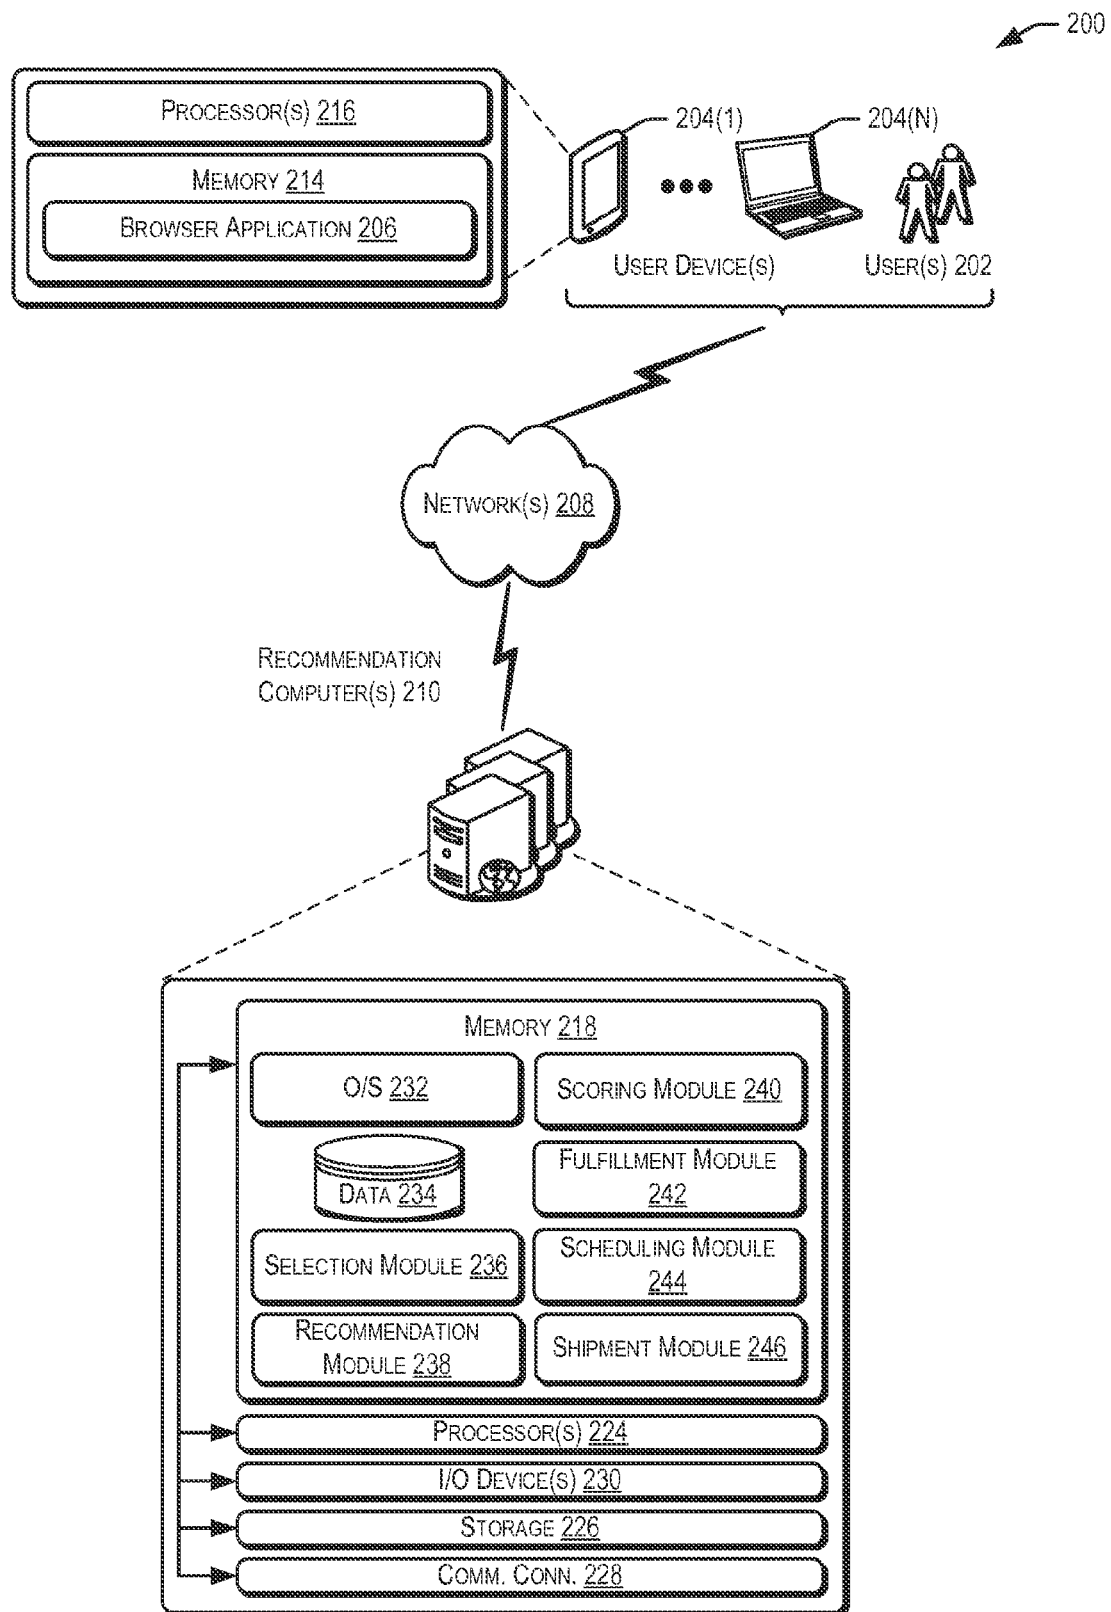 200
PROCESSOR(S) 216
MEMORY 214
BROWSER APPLICATION 206
204(1)
204(N)
USER DEVICE(S)
USER(S) 202
NETWORK(S) 208
RECOMMENDATION
COMPUTER(S) 210
MEMORY 218
O/S 232
SCORING MODULE 240
DATA 234
FULFILLMENT MODULE
242
SELECTION MODULE 236
SCHEDULING MODULE
244
RECOMMENDATION
MODULE 238
SHIPMENT MODULE 246
PROCESSOR(S) 224
I/O DEVICE(S) 230
STORAGE 226
COMM. CONN. 228